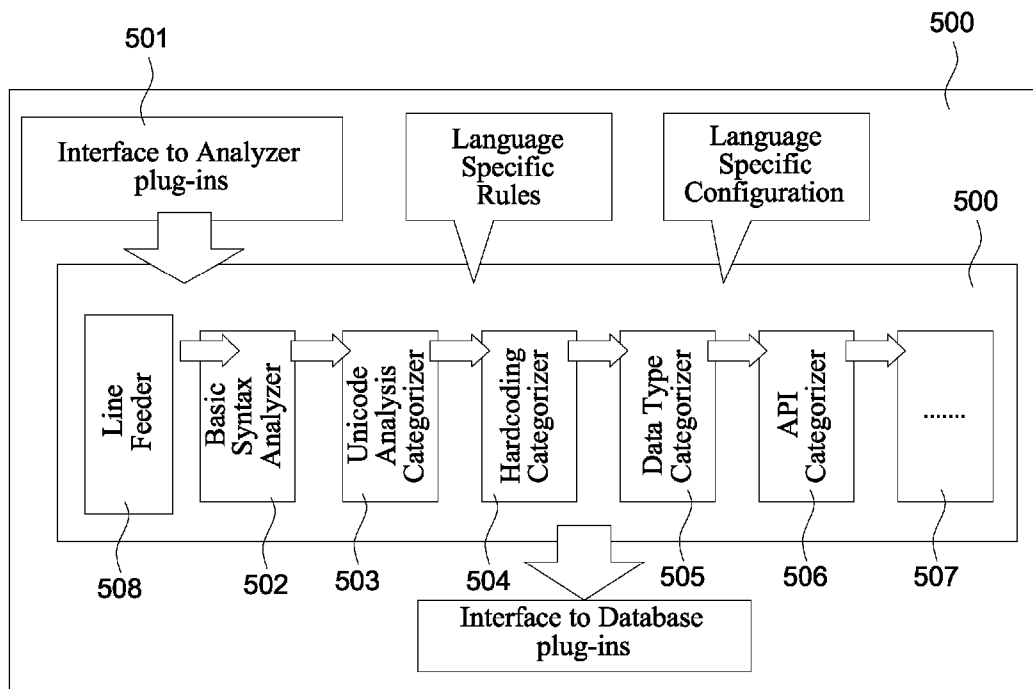 501
500
Interface to Analyzer
plug-ins
Language
Specific
Rules
Language
Specific
Configuration
500
Line
Feeder
Basic
Syntax
Analyzer
Unicode
Analysis
Categorizer
Hardcoding
Categorizer
Data Type
Categorizer
API
Categorizer
.......
508
502
503
504
505
506
507
Interface to Database
plug-ins